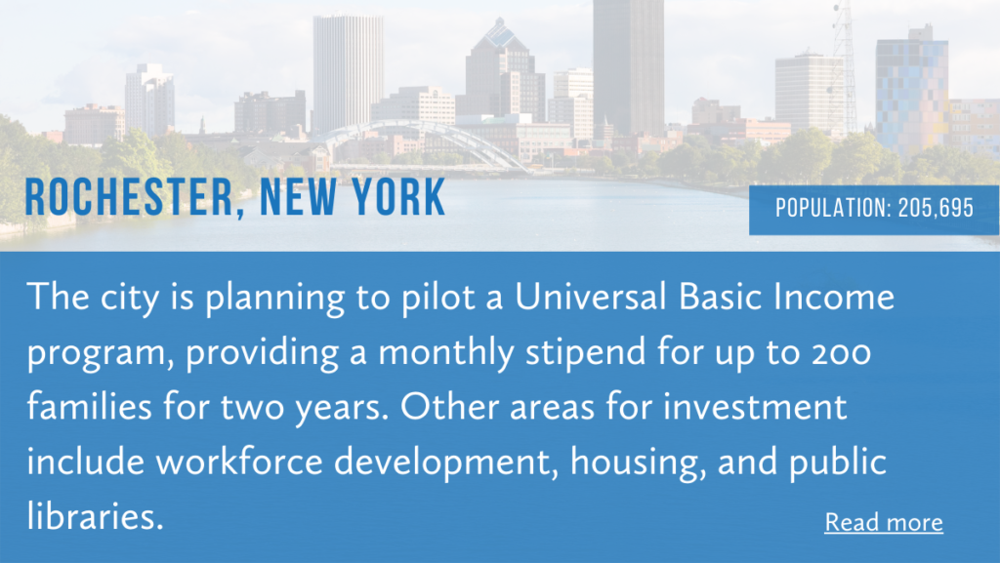 ROCHESTER, NEW YORK
POPULATION: 205,695
The city is planning to pilot a Universal Basic Income
program, providing a monthly stipend for up to 200
families for two years. Other areas for investment
include workforce development, housing, and public
libraries.
Read more